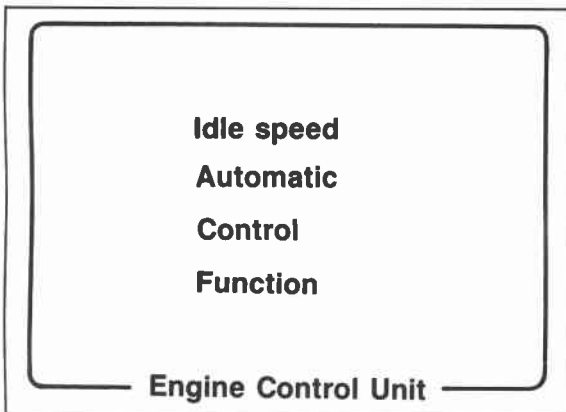 Idle speed
Automatic
Control
Function
Engine Control Unit